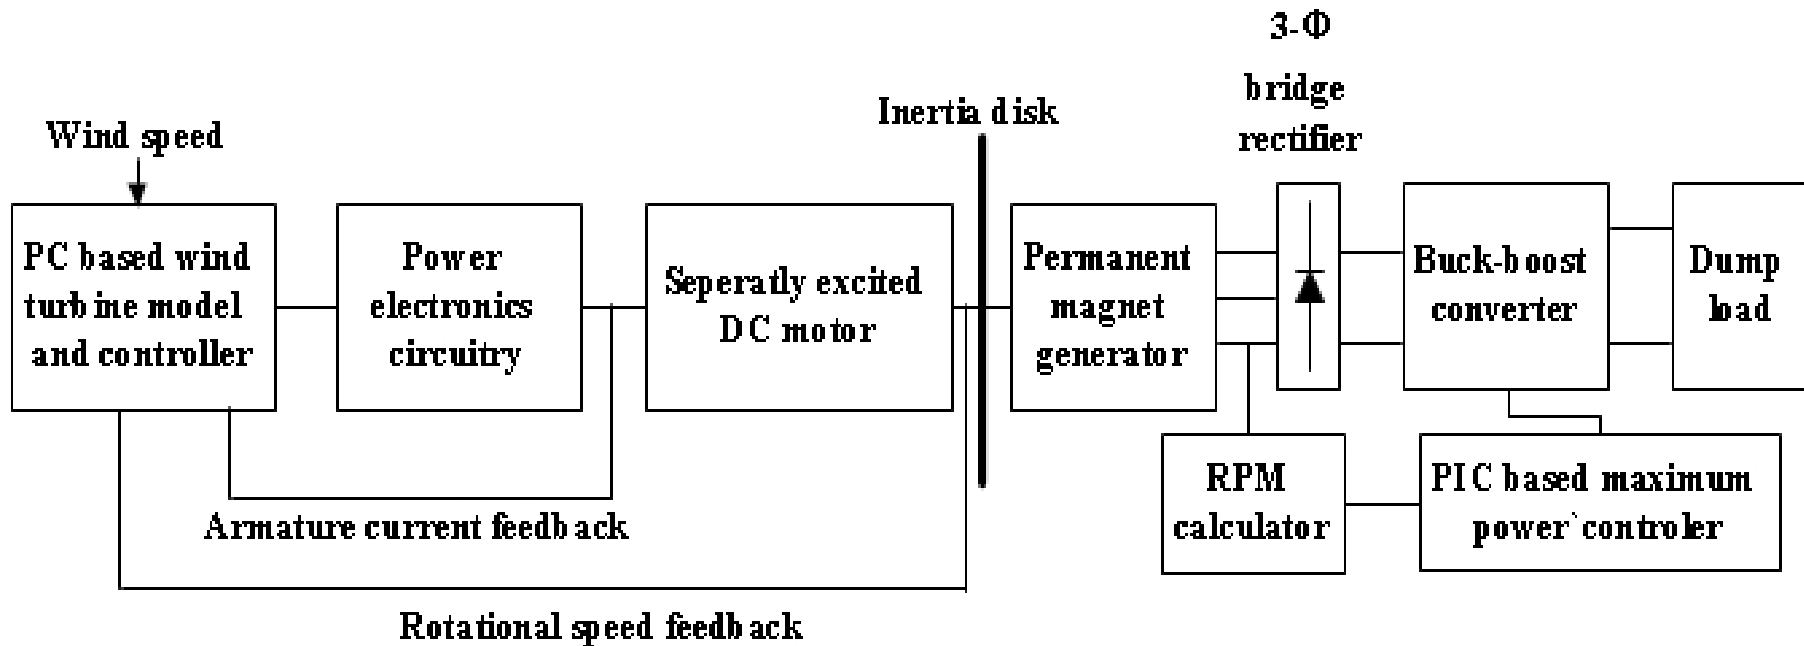 3-Φ
bridge
rectifier
Inertia disk
Wind speed
PC based wind
turbine model
and controller
Power
electronics
circuitry
Seperatly excited
DC motor
Permanent
magnet
generator
Buck-boost
converter
Dump
load
RPM
calculator
PIC based maximum
power`controler
Armature current feedback
Rotational speed feedback